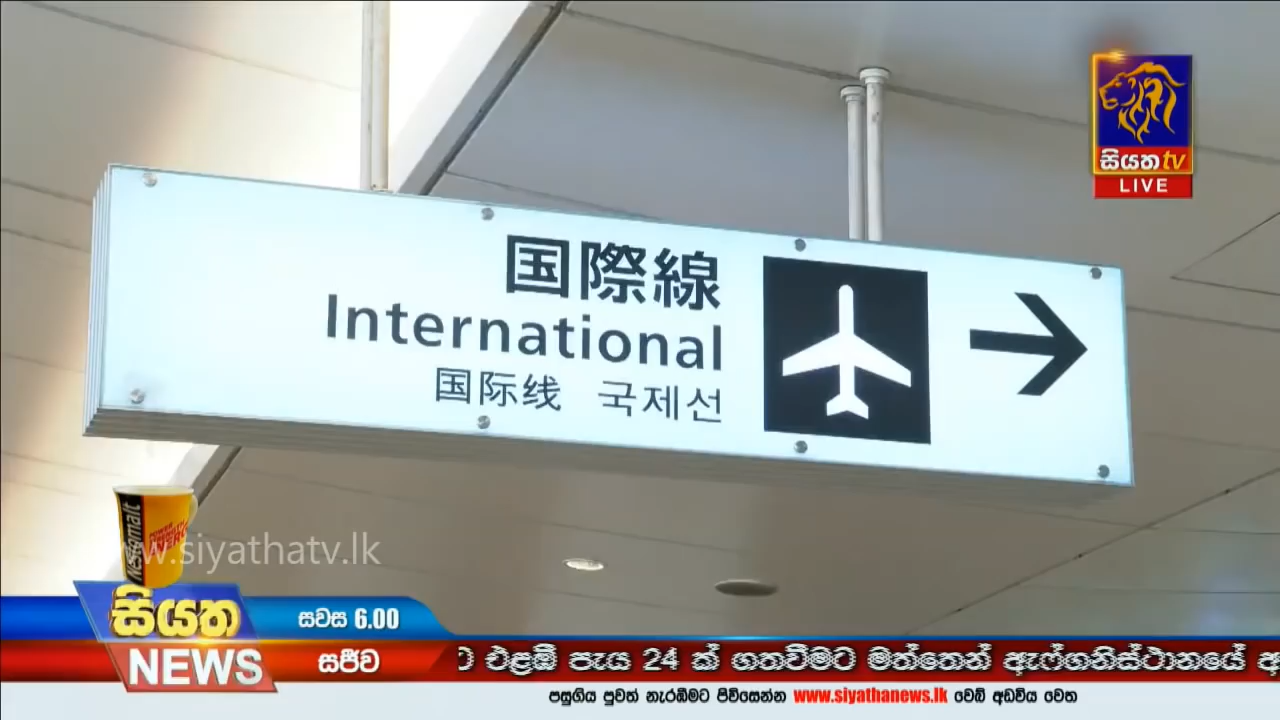 සියත tv
LIVE
国際線
International
国际线 국제선
Nestomalt
www.siyathatv.lk
සියත
NEWS
සවස 6.00
සජීව
එළඹී පැය 24 ක් ගතවීමට මත්තෙන් ඇෆ්ගනිස්ථානයේ
පසුගිය පුවත් නැරඹීමට පිවිසෙන්න www.siyathanews.lk වෙබ් අඩවිය වෙත